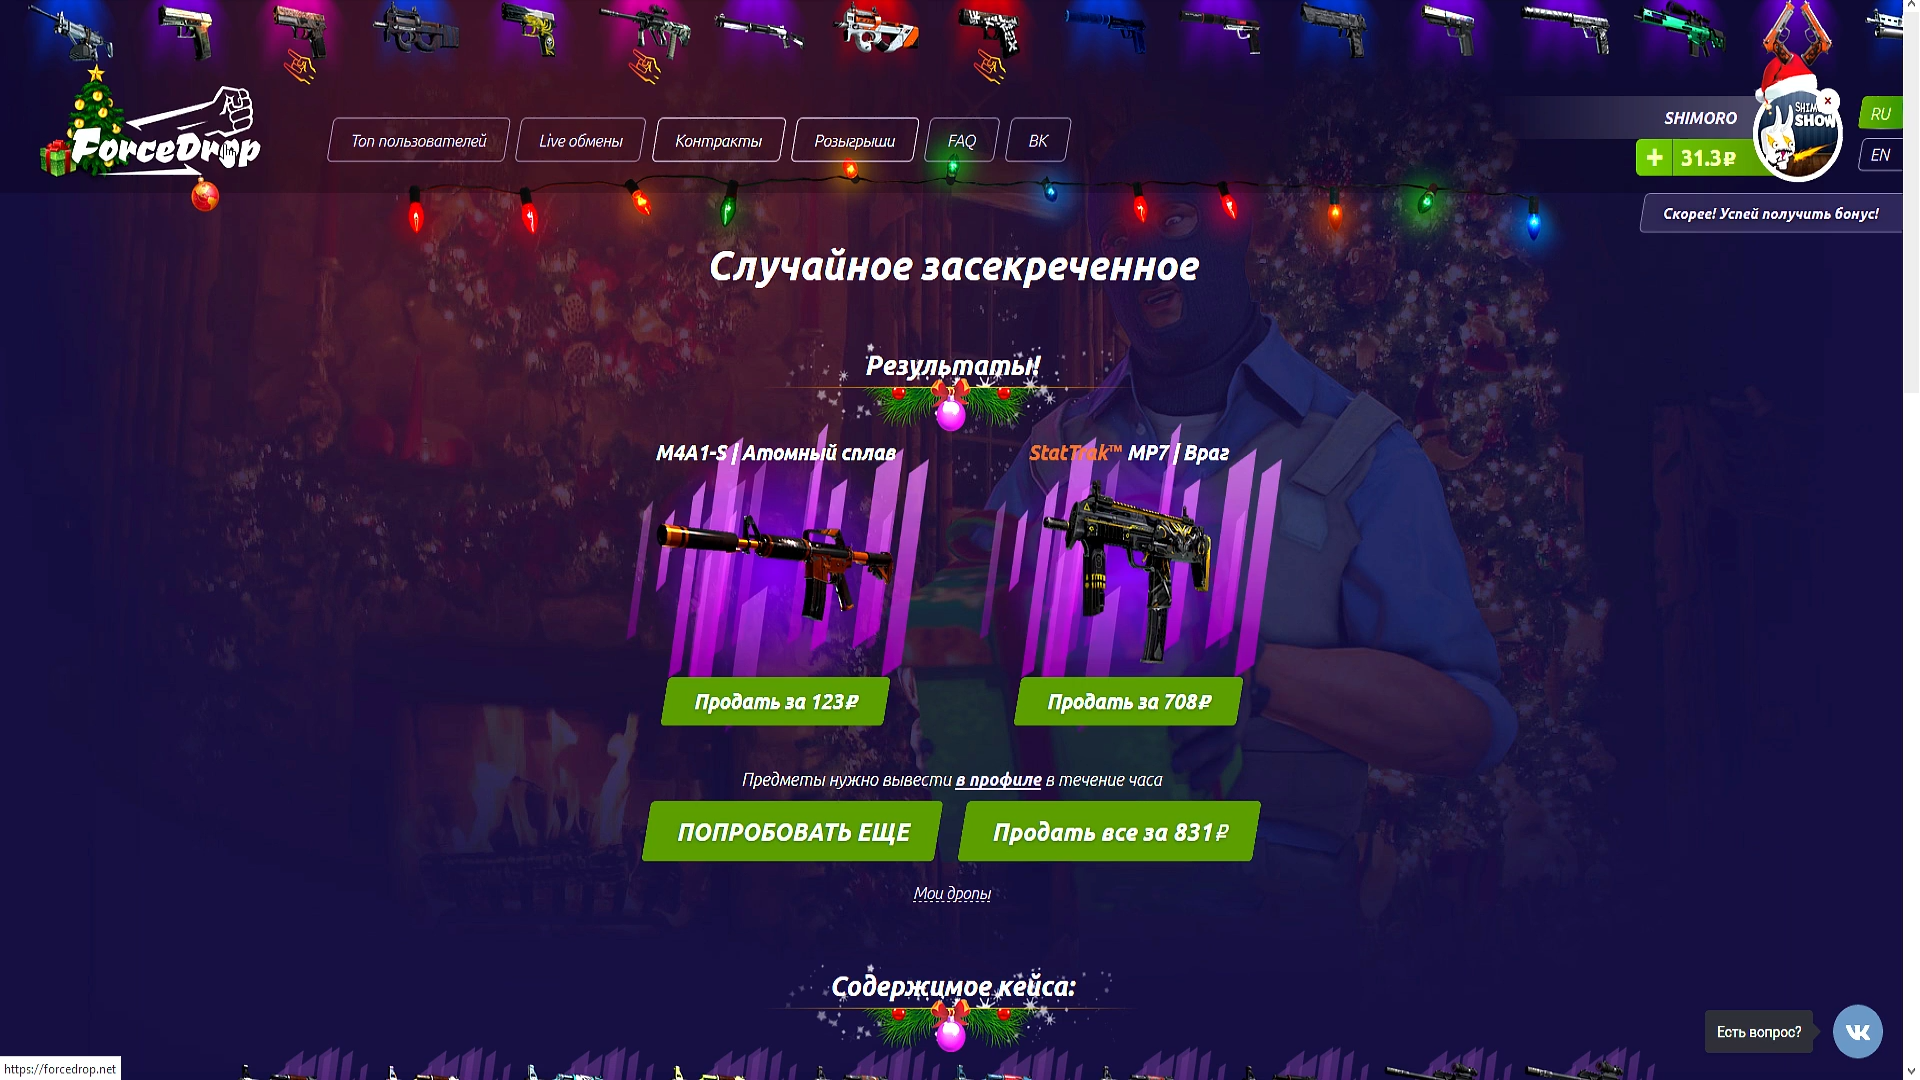 ForceDrop
Топ пользователей
Live обмены
Контракты
Розыгрыши
FAQ
ВК
SHIMORO
+ 31.3₽
SHIM
SHOW
RU
EN
Скорее! Успей получить бонус!
Случайное засекреченное
Результаты!
M4A1-S | Атомный сплав
StatTrak™ MP7 | Враг
Продать за 123₽
Продать за 708₽
Предметы нужно вывести в профиле в течение часа
ПОПРОБОВАТЬ ЕЩЕ
Продать все за 831₽
Мои дропы
Содержимое кейса:
Есть вопрос?
https://forcedrop.net